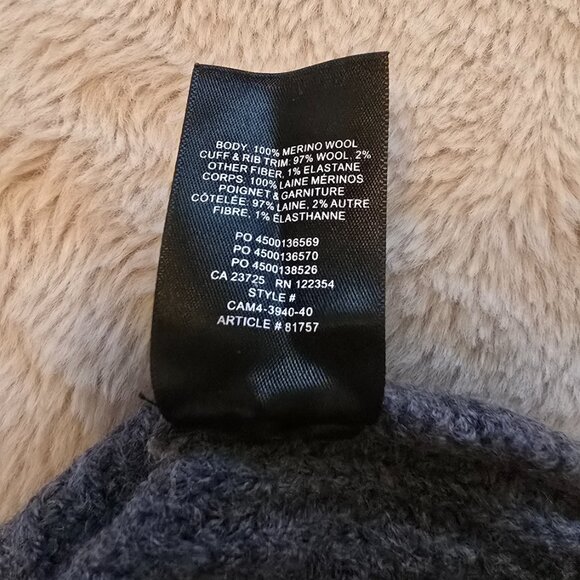 BODY: 100% MERINO WOOL
CUFF & RIB TRIM: 97% WOOL, 2%
OTHER FIBER, 1% ELASTANE
CORPS: 100% LAINE MÉRINOS
POIGNET & GARNITURE
CÔTELÉE: 97% LAINE, 2% AUTRE
FIBRE, 1% ÉLASTHANNE
PO 4500136569
PO 4500136570
PO 4500138526
CA 23725 RN 122354
STYLE #
CAM4-3940-40
ARTICLE # 81757